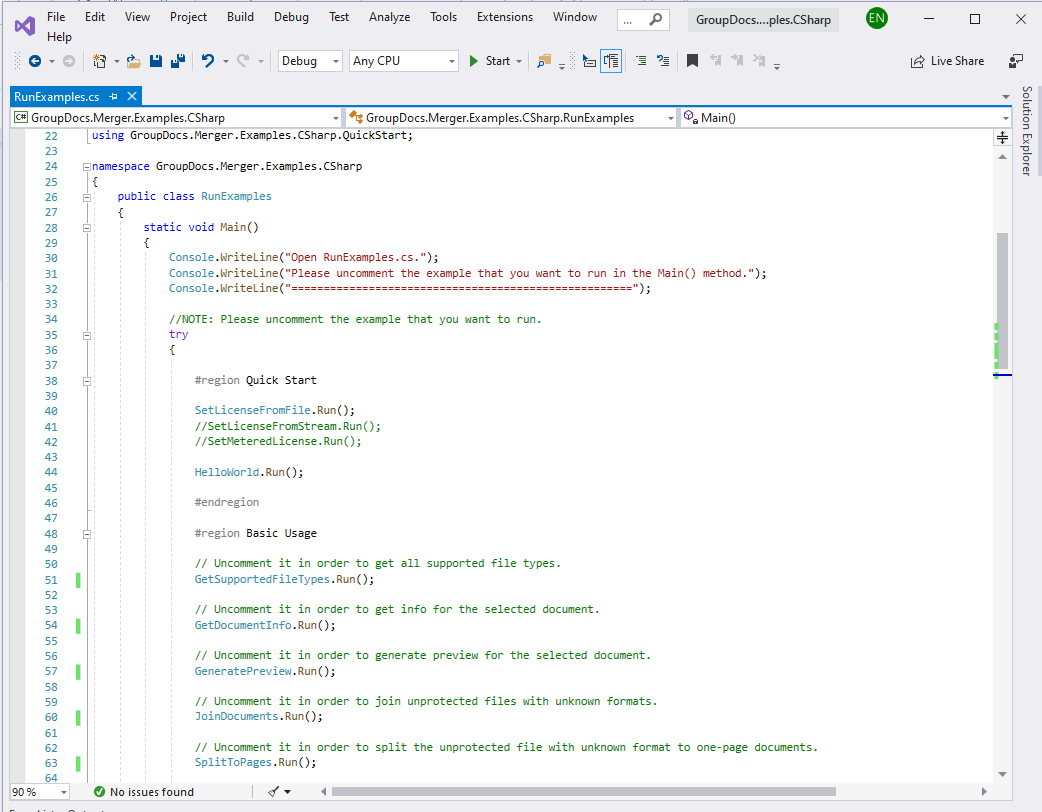 File Edit View Project Build Debug Test Analyze Tools Extensions Window ... GroupDocs....ples.CSharp EN
Help
Debug Any CPU Start Live Share
RunExamples.cs
C# GroupDocs.Merger.Examples.CSharp GroupDocs.Merger.Examples.CSharp.RunExamples Main()
Solution Explorer
22 using GroupDocs.Merger.Examples.CSharp.QuickStart;
23
24 namespace GroupDocs.Merger.Examples.CSharp
25 {
26 public class RunExamples
27 {
28 static void Main()
29 {
30 Console.WriteLine("Open RunExamples.cs.");
31 Console.WriteLine("Please uncomment the example that you want to run in the Main() method.");
32 Console.WriteLine("=====================================================");
33
34 //NOTE: Please uncomment the example that you want to run.
35 try
36 {
37
38 #region Quick Start
39
40 SetLicenseFromFile.Run();
41 //SetLicenseFromStream.Run();
42 //SetMeteredLicense.Run();
43
44 HelloWorld.Run();
45
46 #endregion
47
48 #region Basic Usage
49
50 // Uncomment it in order to get all supported file types.
51 GetSupportedFileTypes.Run();
52
53 // Uncomment it in order to get info for the selected document.
54 GetDocumentInfo.Run();
55
56 // Uncomment it in order to generate preview for the selected document.
57 GeneratePreview.Run();
58
59 // Uncomment it in order to join unprotected files with unknown formats.
60 JoinDocuments.Run();
61
62 // Uncomment it in order to split the unprotected file with unknown format to one-page documents.
63 SplitToPages.Run();
64
90 % No issues found